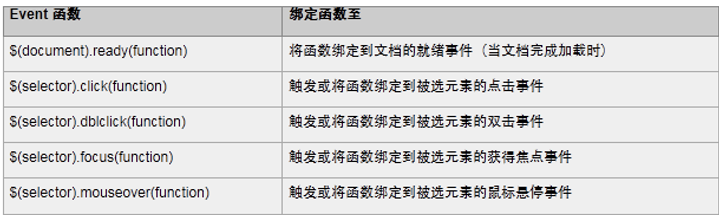 Event 函数 绑定函数至
$(document).ready(function) 将函数绑定到文档的就绪事件（当文档完成加载时）
$(selector).click(function) 触发或将函数绑定到被选元素的点击事件
$(selector).dblclick(function) 触发或将函数绑定到被选元素的双击事件
$(selector).focus(function) 触发或将函数绑定到被选元素的获得焦点事件
$(selector).mouseover(function) 触发或将函数绑定到被选元素的鼠标悬停事件